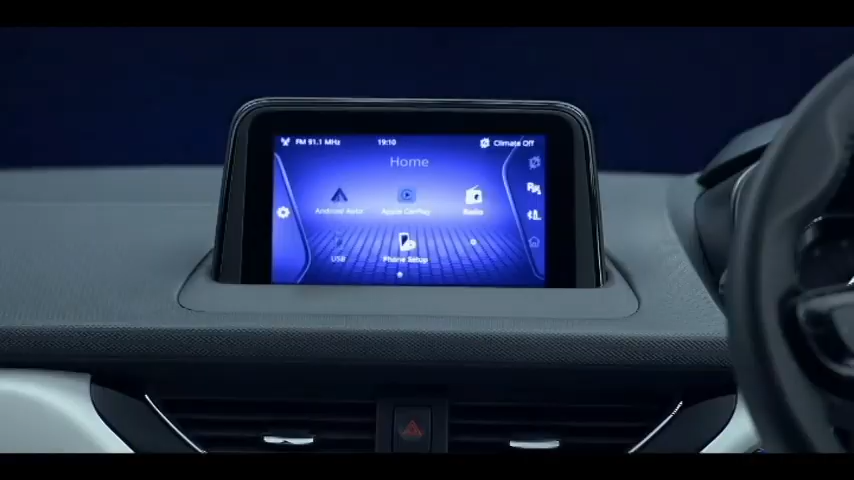 FM 91.1 MHz 19:10 Climate Off
Home
Android Auto Apple CarPlay Radio
USB Phone Setup